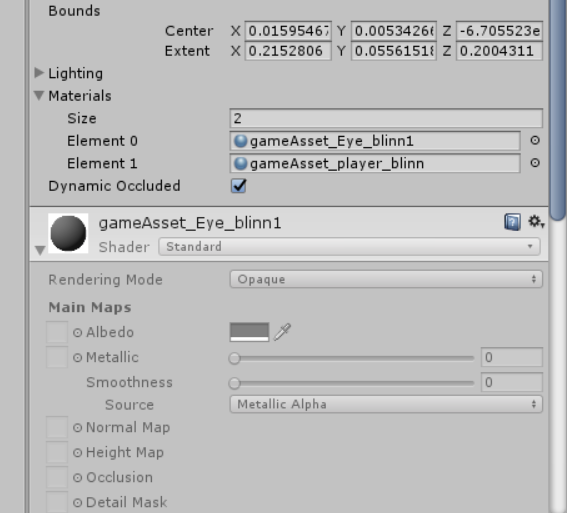 Bounds
Center X 0.01595467 Y 0.0053426 Z -6.705523e
Extent X 0.2152806 Y 0.0556151 Z 0.2004311
Lighting
Materials
Size 2
Element 0 gameAsset_Eye_blinn1
Element 1 gameAsset_player_blinn
Dynamic Occluded
gameAsset_Eye_blinn1
Shader Standard
Rendering Mode Opaque
Main Maps
Albedo
Metallic 0
Smoothness 0
Source Metallic Alpha
Normal Map
Height Map
Occlusion
Detail Mask